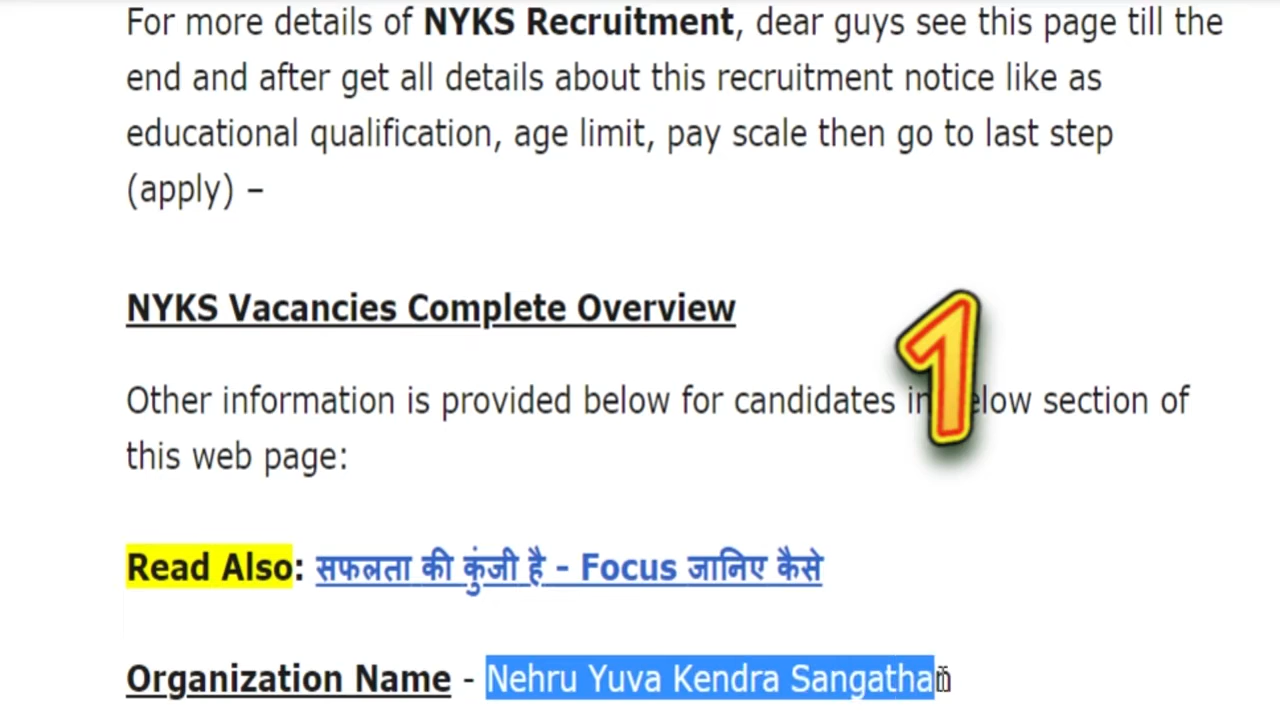 For more details of NYKS Recruitment, dear guys see this page till the
end and after get all details about this recruitment notice like as
educational qualification, age limit, pay scale then go to last step
(apply) –
NYKS Vacancies Complete Overview
1
Other information is provided below for candidates in below section of
this web page:
Read Also: सफलता की कुंजी है - Focus जानिए कैसे
Organization Name - Nehru Yuva Kendra Sangathan